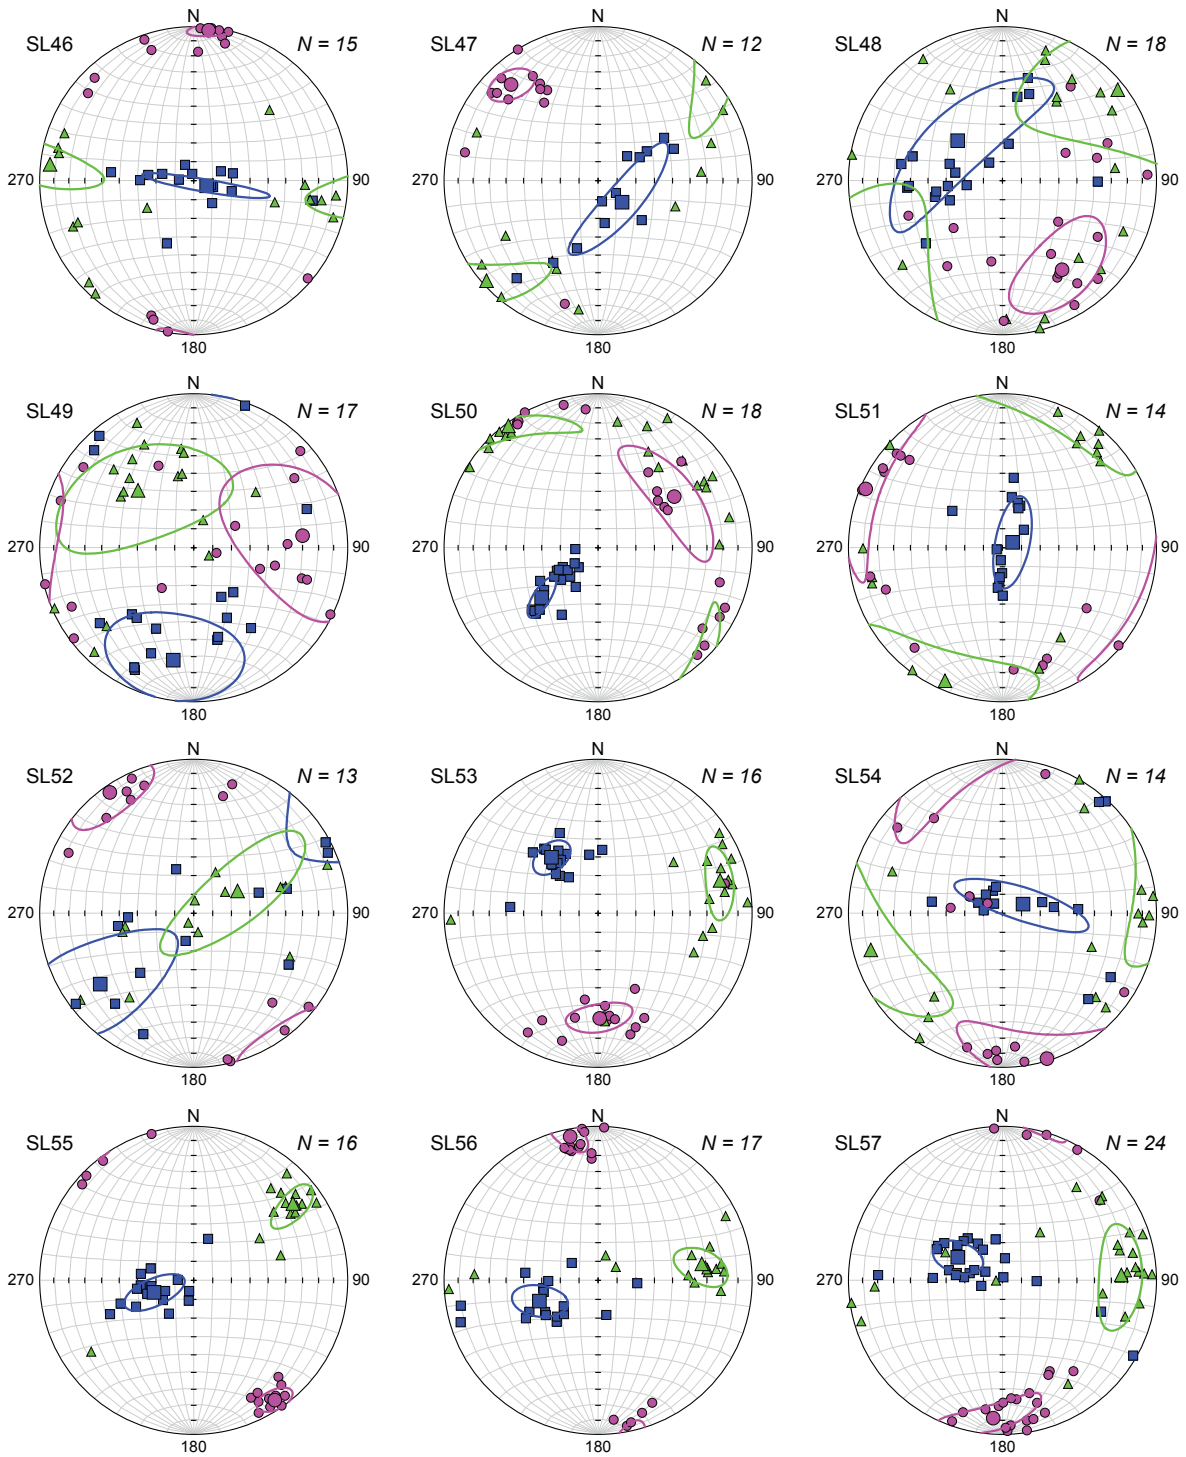 N N N
SL46 N = 15 SL47 N = 12 SL48 N = 18
270 90 270 90 270 90
180 180 180
N N N
SL49 N = 17 SL50 N = 18 SL51 N = 14
270 90 270 90 270 90
180 180 180
N N N
SL52 N = 13 SL53 N = 16 SL54 N = 14
270 90 270 90 270 90
180 180 180
N N N
SL55 N = 16 SL56 N = 17 SL57 N = 24
270 90 270 90 270 90
180 180 180